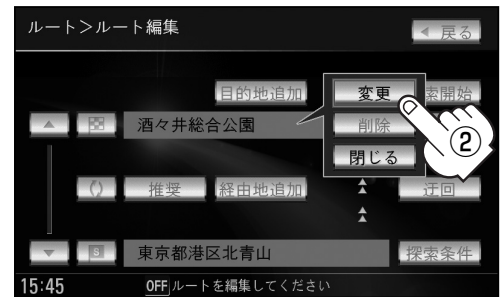 ルート＞ルート編集
戻る
目的地追加
変更
索開始
酒々井総合公園
削除
閉じる
②
推奨
経由地追加
迂回
S
東京都港区北青山
探索条件
15:45
OFF ルートを編集してください